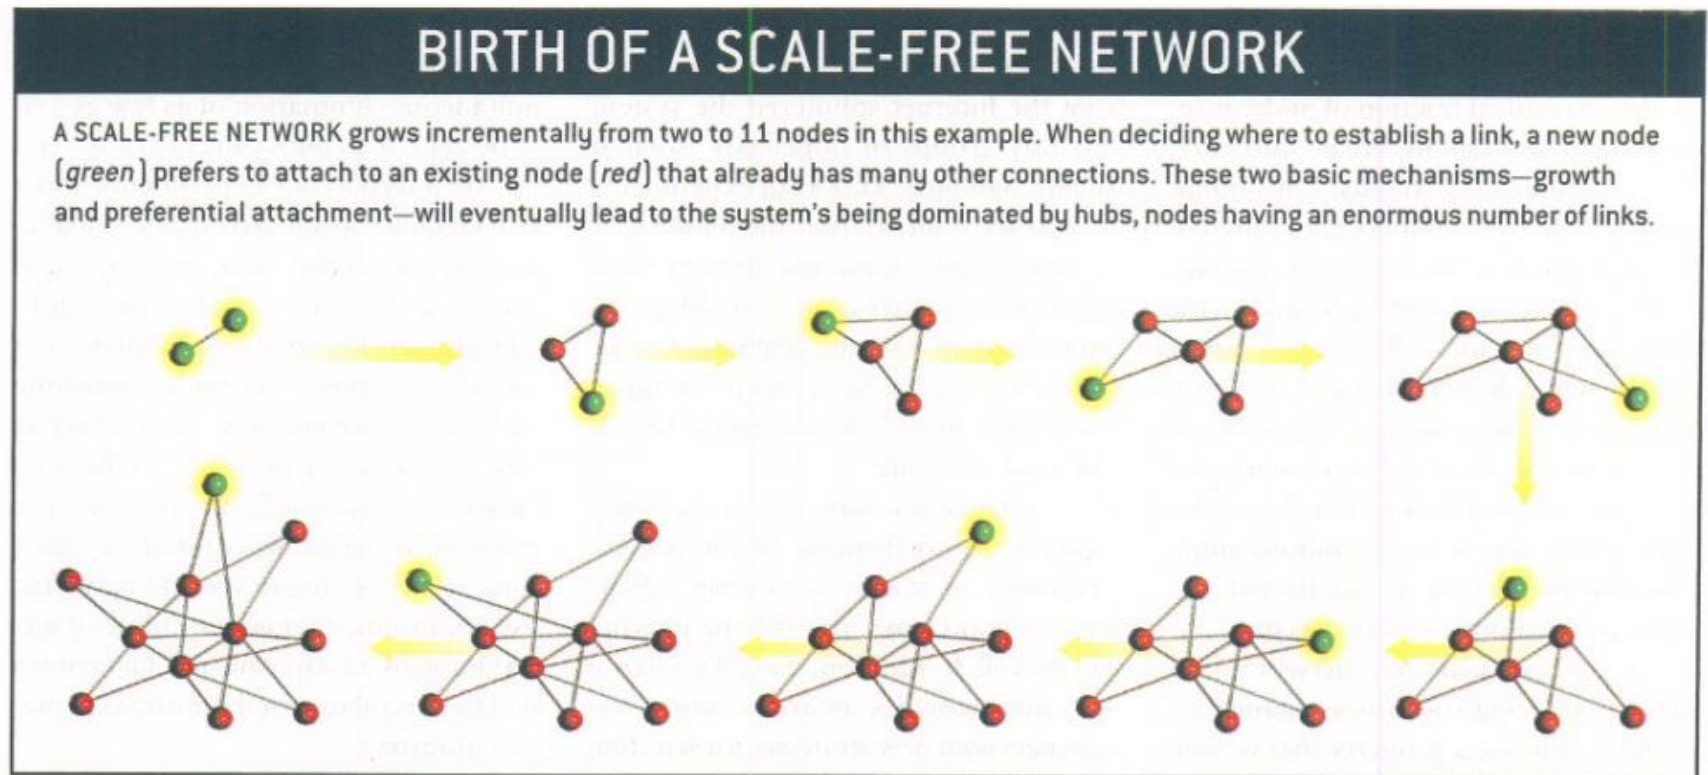 BIRTH OF A SCALE-FREE NETWORK
A SCALE-FREE NETWORK grows incrementally from two to 11 nodes in this example. When deciding where to establish a link, a new node
(green) prefers to attach to an existing node (red) that already has many other connections. These two basic mechanisms—growth
and preferential attachment—will eventually lead to the system's being dominated by hubs, nodes having an enormous number of links.